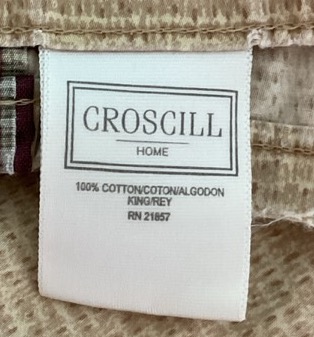 CROSCILL
HOME
100% COTTON/COTON/ALGODON
KING/REY
RN 21857